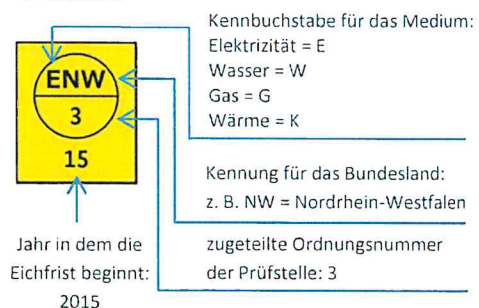 Kennbuchstabe für das Medium:
Elektrizität = E
Wasser = W
Gas = G
Wärme = K
ENW
3
15
Kennung für das Bundesland:
z. B. NW = Nordrhein-Westfalen
Jahr in dem die
Eichfrist beginnt:
2015
zugeteilte Ordnungsnummer
der Prüfstelle: 3